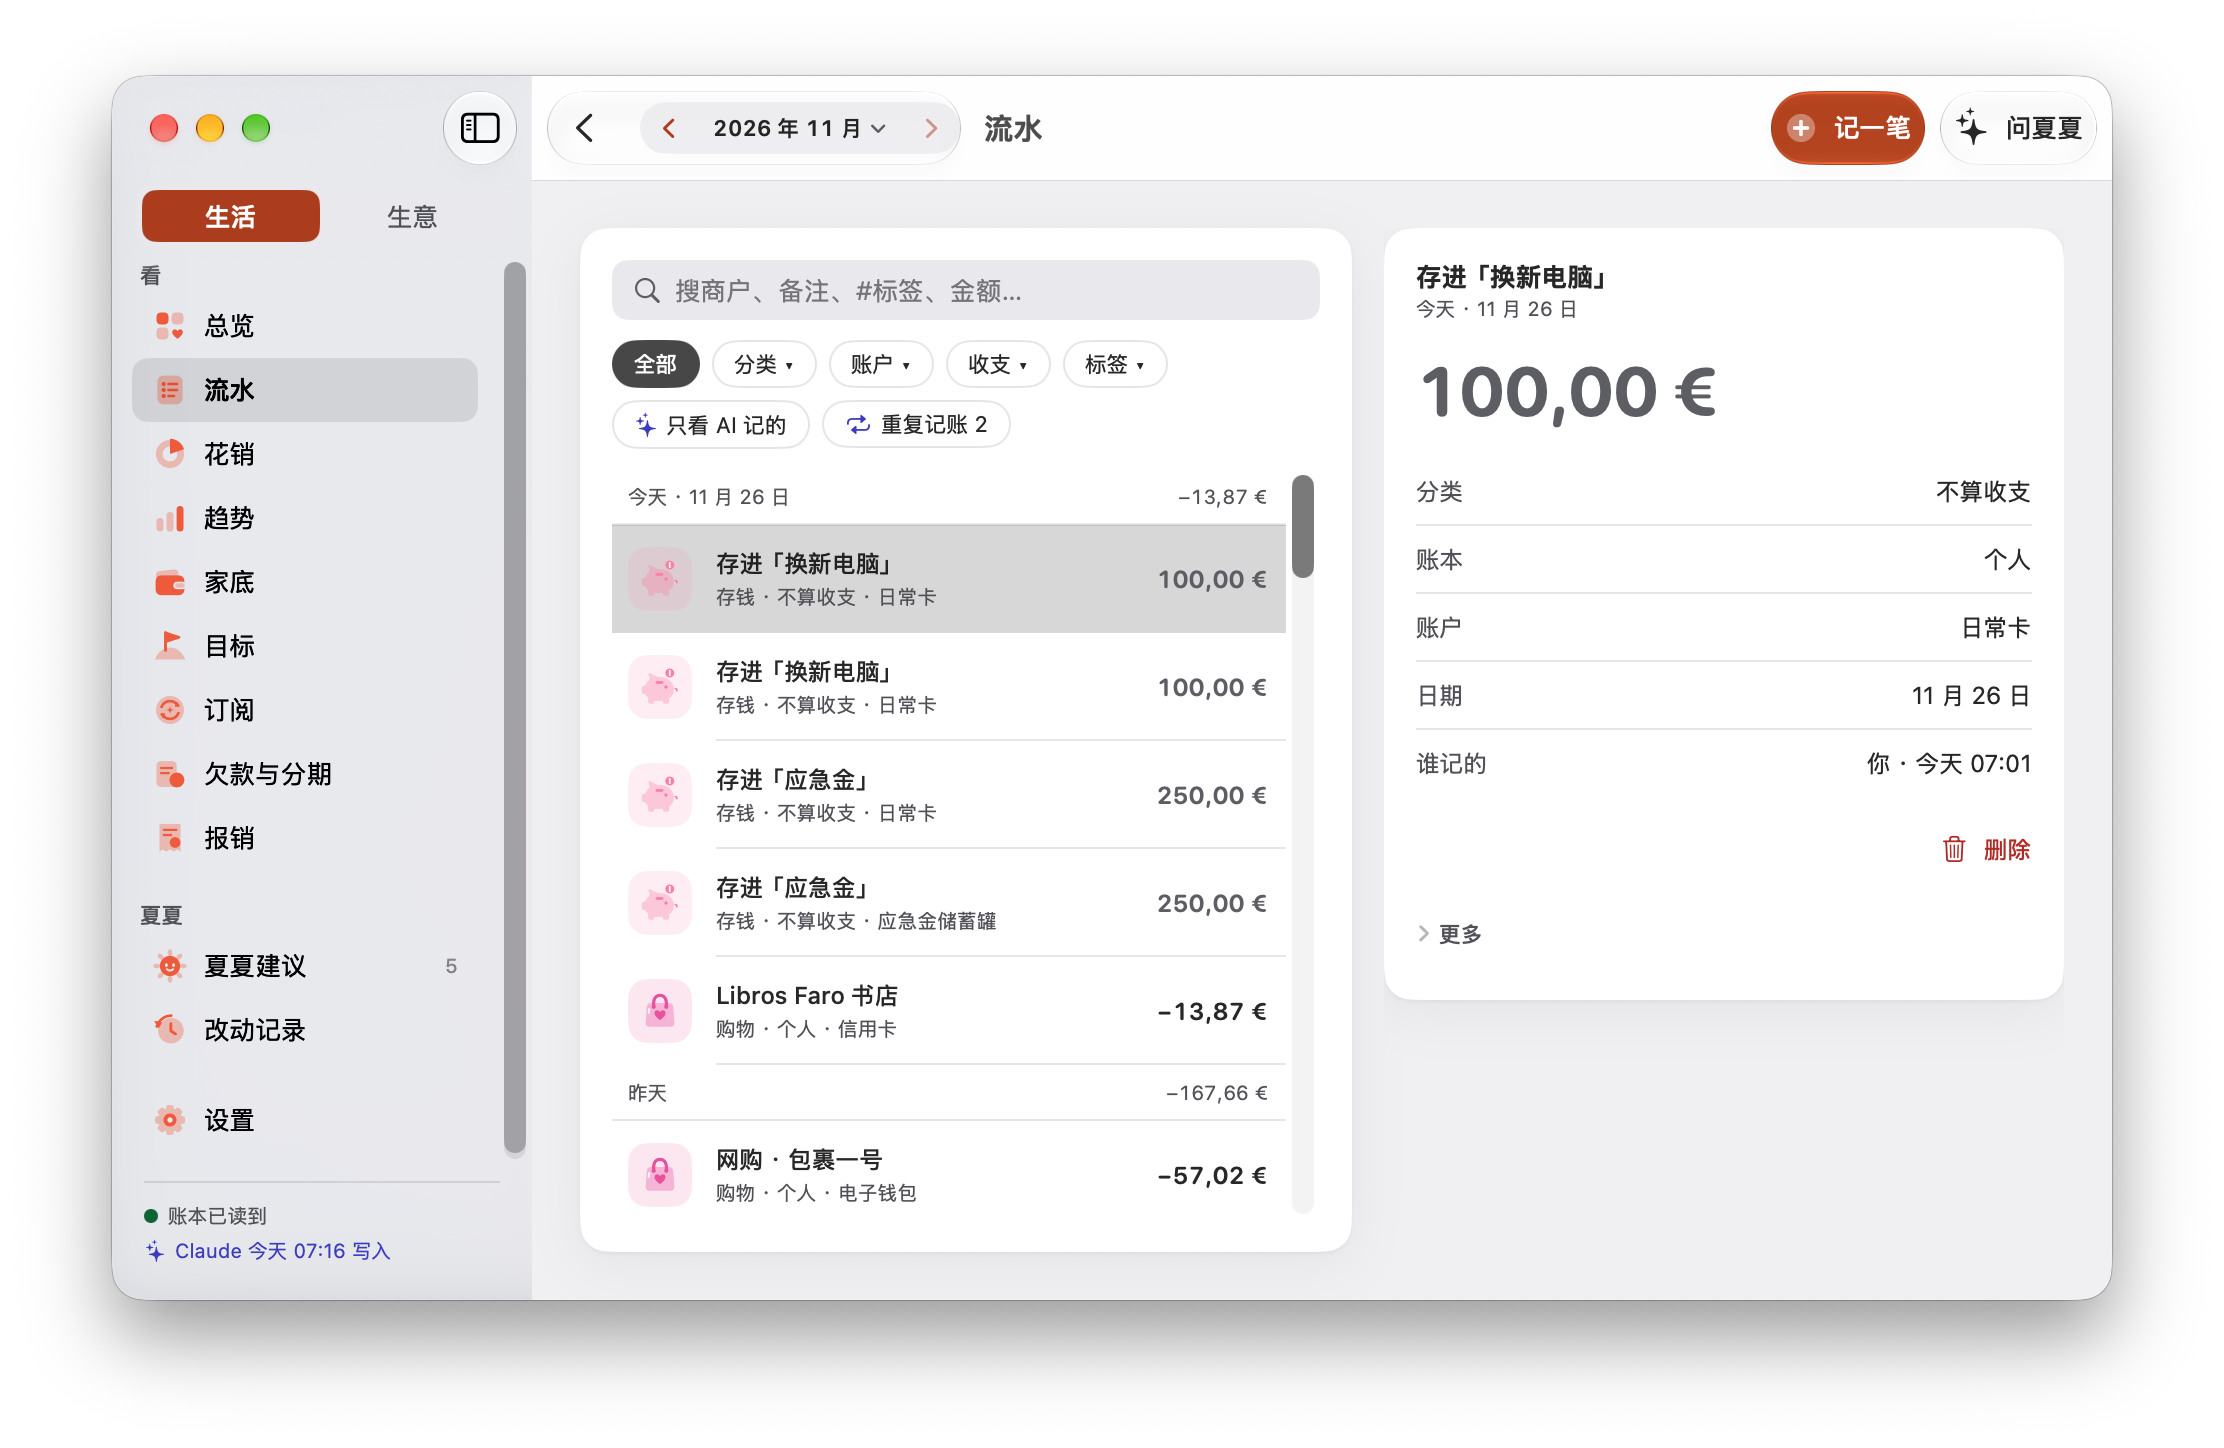 2026 年 11 月
流水
记一笔
问夏夏
生活
生意
看
总览
流水
花销
趋势
家底
目标
订阅
欠款与分期
报销
夏夏
夏夏建议
5
改动记录
设置
账本已读到
Claude 今天 07:16 写入
搜商户、备注、#标签、金额...
全部
分类
账户
收支
标签
只看 AI 记的
重复记账 2
今天 · 11 月 26 日
−13,87 €
存进「换新电脑」
存钱 · 不算收支 · 日常卡
100,00 €
存进「换新电脑」
存钱 · 不算收支 · 日常卡
100,00 €
存进「应急金」
存钱 · 不算收支 · 日常卡
250,00 €
存进「应急金」
存钱 · 不算收支 · 应急金储蓄罐
250,00 €
Libros Faro 书店
购物 · 个人 · 信用卡
−13,87 €
昨天
−167,66 €
网购 · 包裹一号
购物 · 个人 · 电子钱包
−57,02 €
存进「换新电脑」
今天 · 11 月 26 日
100,00 €
分类
不算收支
账本
个人
账户
日常卡
日期
11 月 26 日
谁记的
你 · 今天 07:01
删除
更多